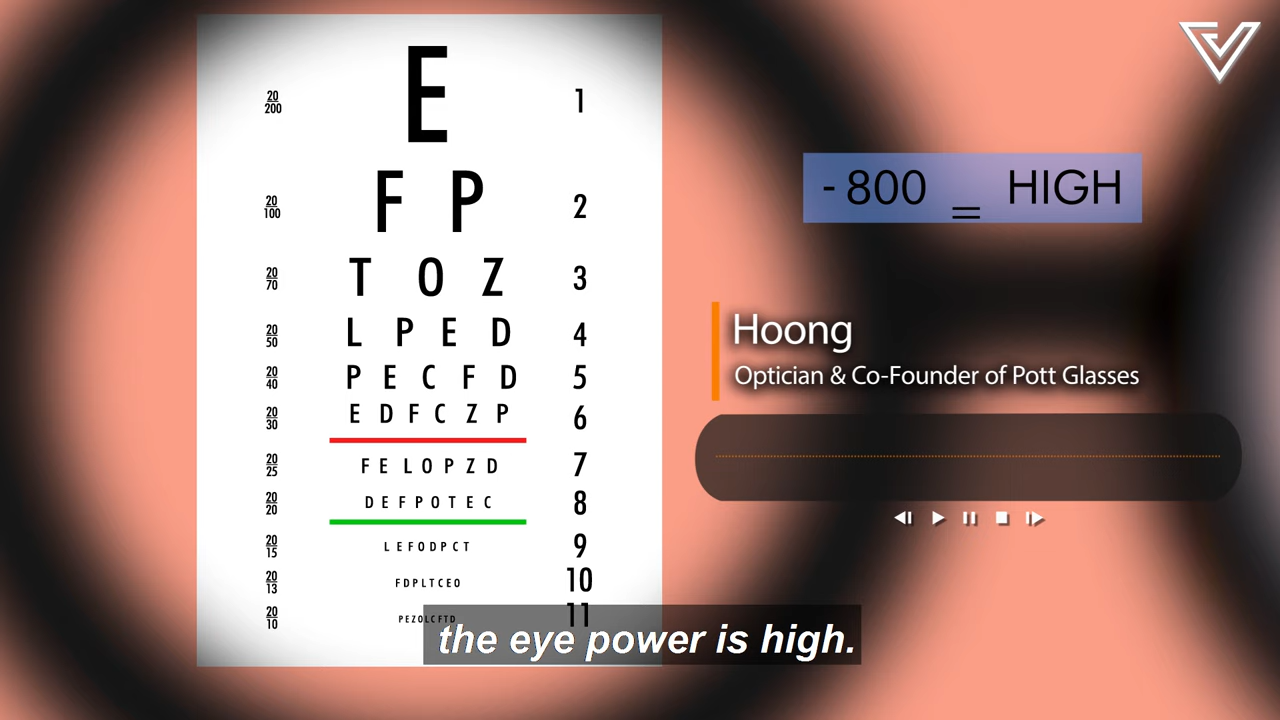 20/200 E 1
20/100 F P 2
20/70 T O Z 3
20/50 L P E D 4
20/40 P E C F D 5
20/30 E D F C Z P 6
20/25 F E L O P Z D 7
20/20 D E F P O T E C 8
20/15 L E F O D P C T 9
20/13 F D P L T C E O 10
20/10 P E Z O L C F T D 11
- 800 = HIGH
Hoong
Optician & Co-Founder of Pott Glasses
the eye power is high.